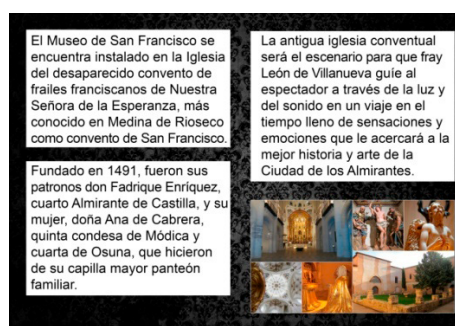 El Museo de San Francisco se
encuentra instalado en la Iglesia
del desaparecido convento de
frailes franciscanos de Nuestra
Señora de la Esperanza, más
conocido en Medina de Rioseco
como convento de San Francisco.
Fundado en 1491, fueron sus
patronos don Fadrique Enríquez,
cuarto Almirante de Castilla, y su
mujer, doña Ana de Cabrera,
quinta condesa de Módica y
cuarta de Osuna, que hicieron
de su capilla mayor panteón
familiar.
La antigua iglesia conventual
será el escenario para que fray
León de Villanueva guíe al
espectador a través de la luz y
del sonido en un viaje en el
tiempo lleno de sensaciones y
emociones que le acercará a la
mejor historia y arte de la
Ciudad de los Almirantes.